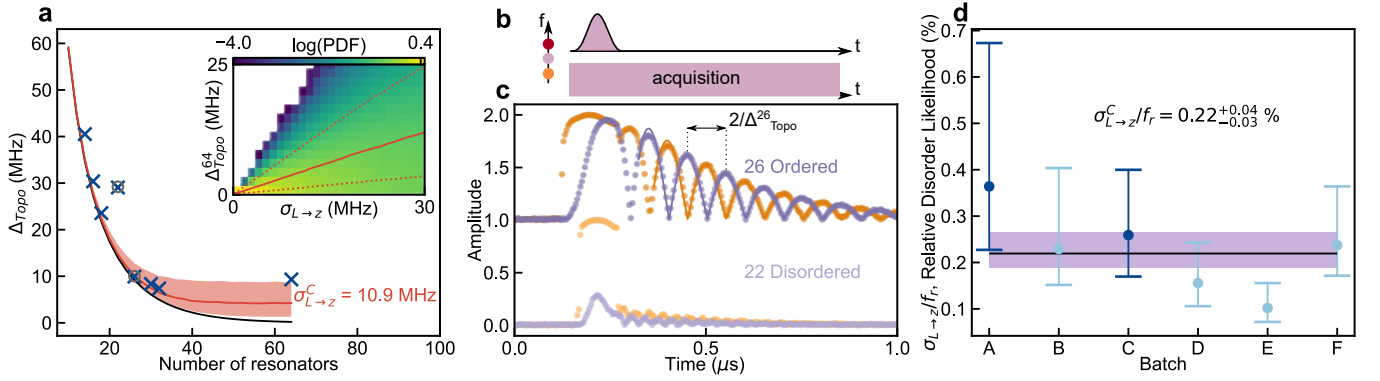 a
−4.0 log(PDF) 0.4
60
50
40
30
20
10
0
Δ_Topo (MHz)
25
0
Δ^64_Topo (MHz)
0 σ_L→z (MHz) 30
σ^C_L→z = 10.9 MHz
0 20 40 60 80 100
Number of resonators
b
f
t
acquisition
t
c
2.0
1.5
1.0
0.5
0.0
Amplitude
2/Δ^26_Topo
26 Ordered
22 Disordered
0.0 0.5 1.0
Time (μs)
d
0.7
0.6
0.5
0.4
0.3
0.2
0.1
σ_L→z/f_r, Relative Disorder Likelihood (%)
σ^C_L→z/f_r = 0.22^+0.04_−0.03 %
A B C D E F
Batch